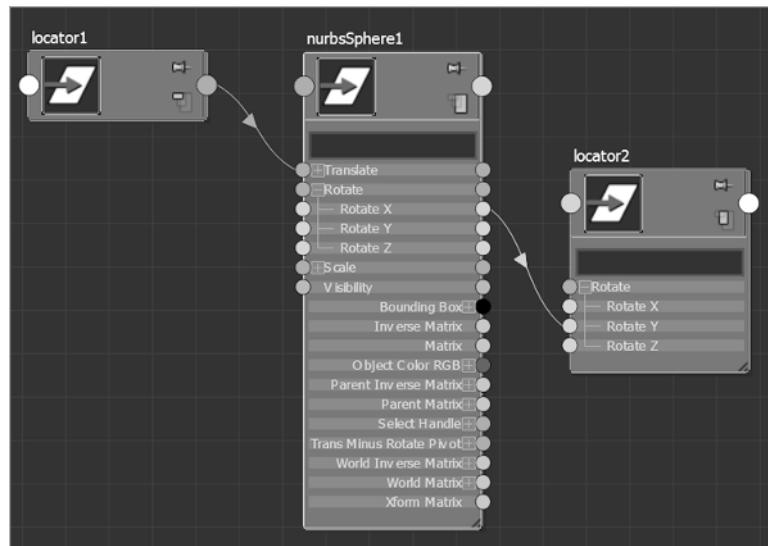 locator1
nurbsSphere1
Translate
Rotate
Rotate X
Rotate Y
Rotate Z
Scale
Visibility
Bounding Box
Inverse Matrix
Matrix
Object Color RGB
Parent Inverse Matrix
Parent Matrix
Select Handle
Trans Minus Rotate Pivot
World Inverse Matrix
World Matrix
Xform Matrix
locator2
Rotate
Rotate X
Rotate Y
Rotate Z